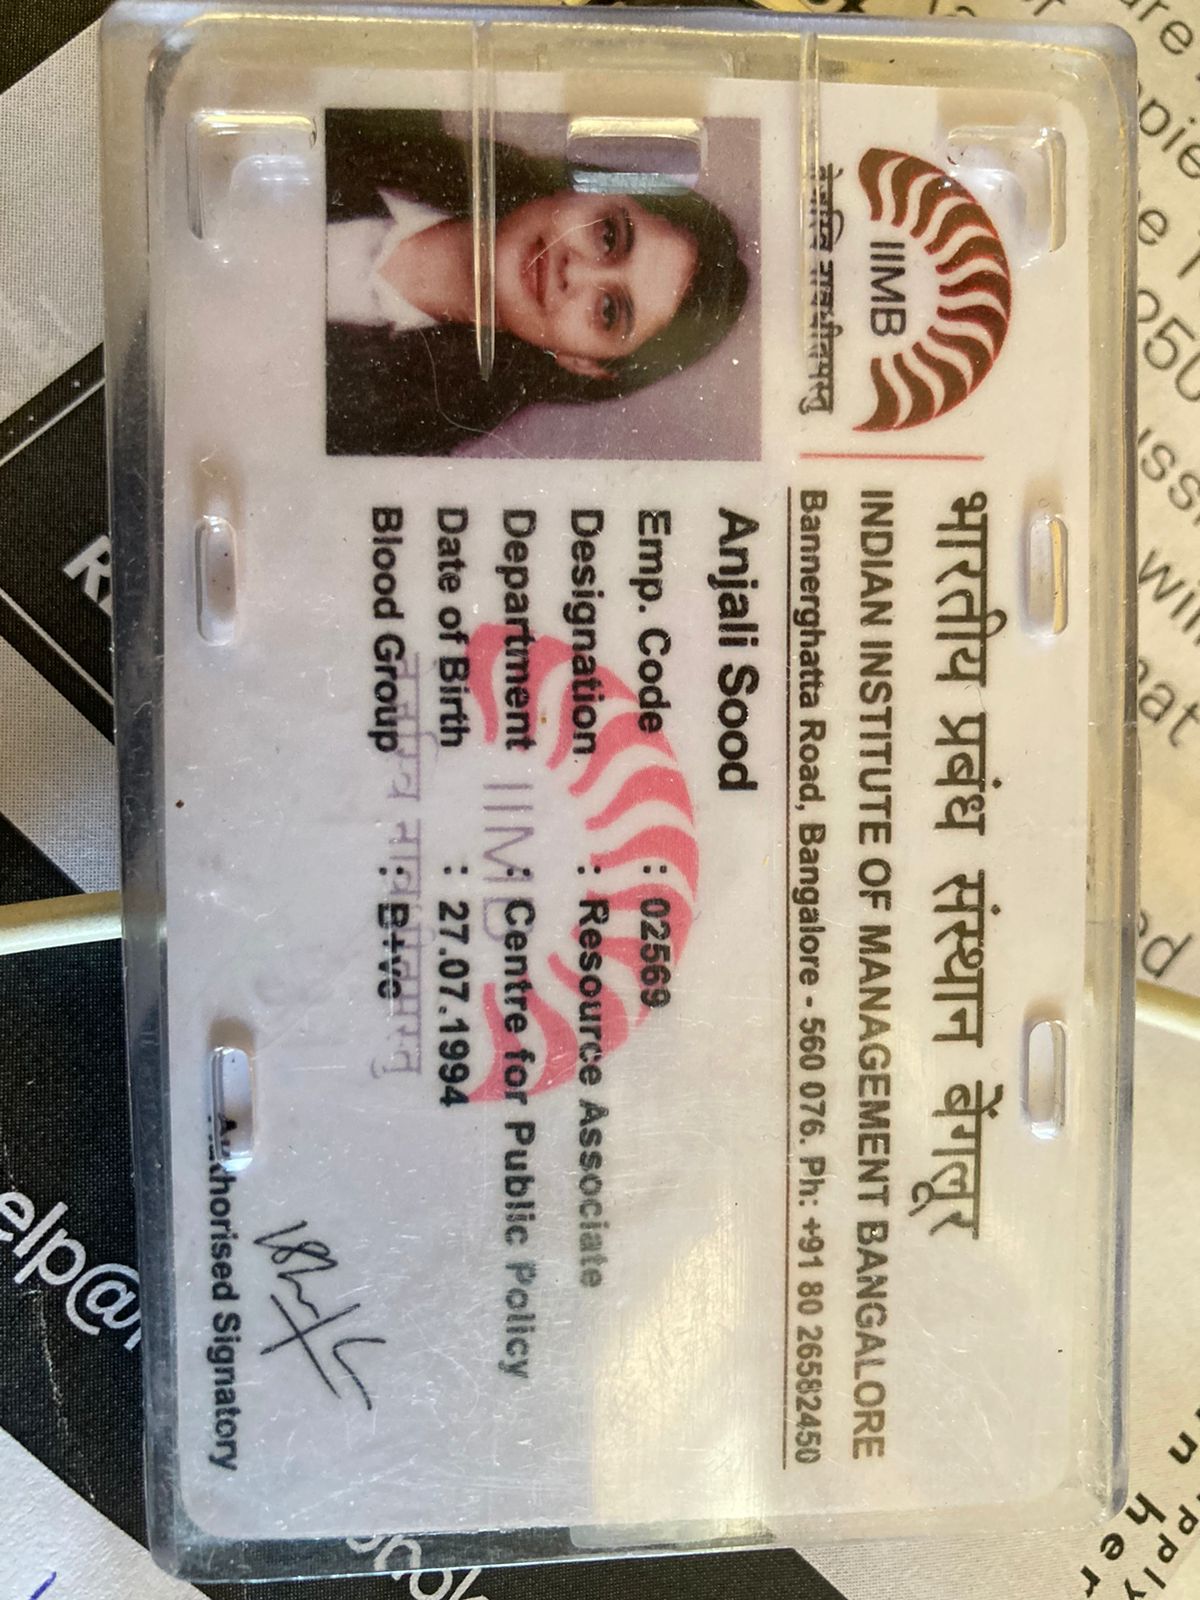 भारतीय प्रबंध संस्थान बेंगलूर
INDIAN INSTITUTE OF MANAGEMENT BANGALORE
Bannerghatta Road, Bangalore - 560 076. Ph: +91 80 26582450
IIMB
Anjali Sood
Emp. Code : 02569
Designation : Resource Associate
Department : Centre for Public Policy
Date of Birth : 27.07.1994
Blood Group : B+ve
IIMB
Authorised Signatory